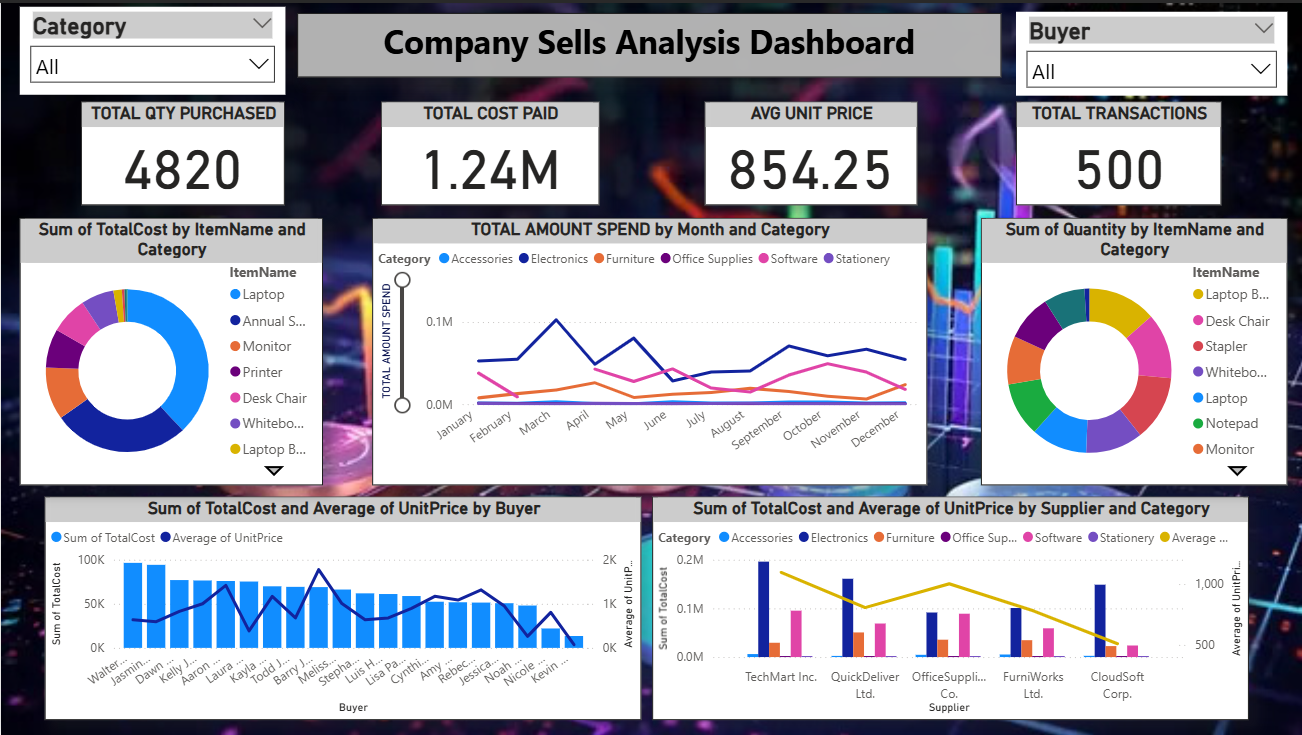 Category
All
Company Sells Analysis Dashboard
Buyer
All
TOTAL QTY PURCHASED
4820
TOTAL COST PAID
1.24M
AVG UNIT PRICE
854.25
TOTAL TRANSACTIONS
500
Sum of TotalCost by ItemName and
Category
ItemName
Laptop
Annual S...
Monitor
Printer
Desk Chair
Whitebo...
Laptop B...
TOTAL AMOUNT SPEND by Month and Category
Category Accessories Electronics Furniture Office Supplies Software Stationery
TOTAL AMOUNT SPEND
0.1M
0.0M
January
February
March
April
May
June
July
August
September
October
November
December
Sum of Quantity by ItemName and
Category
ItemName
Laptop B...
Desk Chair
Stapler
Whitebo...
Laptop
Notepad
Monitor
Sum of TotalCost and Average of UnitPrice by Buyer
Sum of TotalCost Average of UnitPrice
Sum of TotalCost
100K
50K
0K
2K
1K
0K
Average of UnitP...
Walter...
Jasmin...
Dawn ...
Kelly J...
Aaron ...
Laura ...
Kayla ...
Todd J...
Barry J...
Meliss...
Stepha...
Luis H...
Lisa Pa...
Cynthi...
Amy ...
Rebec...
Jessica...
Noah ...
Nicole ...
Kevin ...
Buyer
Sum of TotalCost and Average of UnitPrice by Supplier and Category
Category Accessories Electronics Furniture Office Sup... Software Stationery Average ...
Sum of TotalCost
0.2M
0.1M
0.0M
1,000
500
Average of UnitPri...
TechMart Inc.
QuickDeliver
Ltd.
OfficeSuppli...
Co.
FurniWorks
Ltd.
CloudSoft
Corp.
Supplier